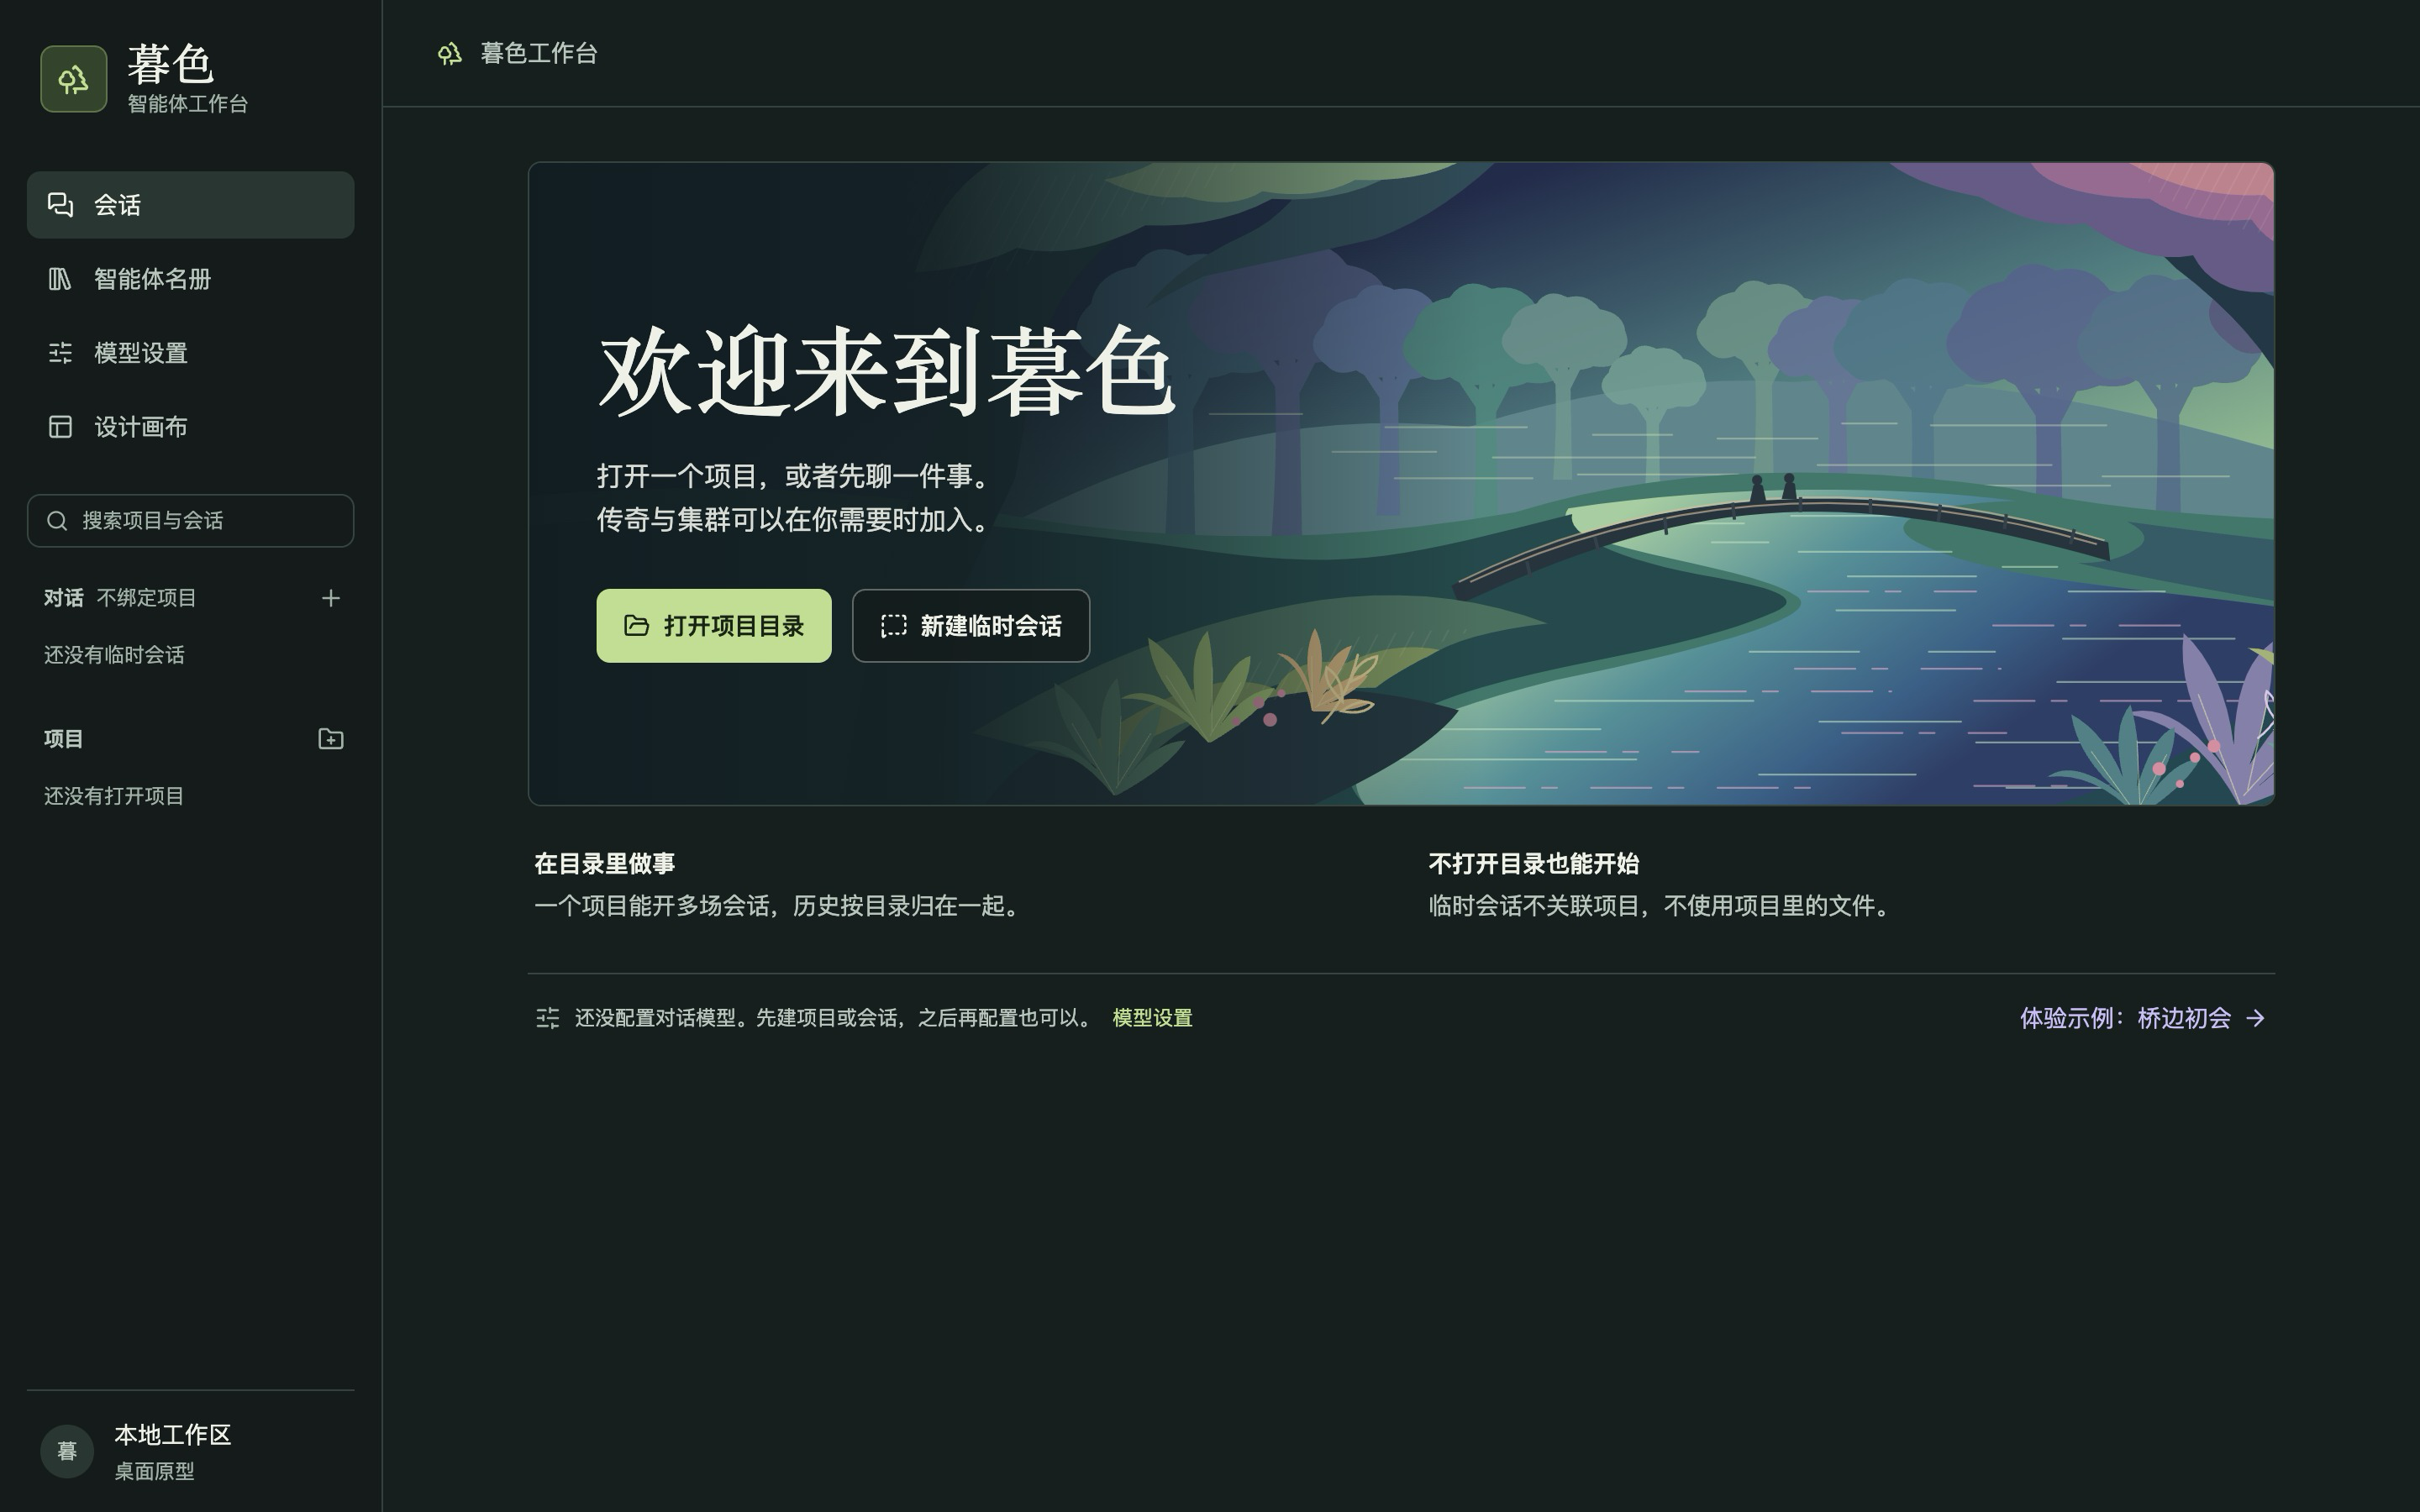 暮色
智能体工作台
会话
智能体名册
模型设置
设计画布
搜索项目与会话
对话 不绑定项目
还没有临时会话
项目
还没有打开项目
暮
本地工作区
桌面原型
暮色工作台
欢迎来到暮色
打开一个项目，或者先聊一件事。
传奇与集群可以在你需要时加入。
打开项目目录
新建临时会话
在目录里做事
一个项目能开多场会话，历史按目录归在一起。
不打开目录也能开始
临时会话不关联项目，不使用项目里的文件。
还没配置对话模型。先建项目或会话，之后再配置也可以。 模型设置
体验示例：桥边初会